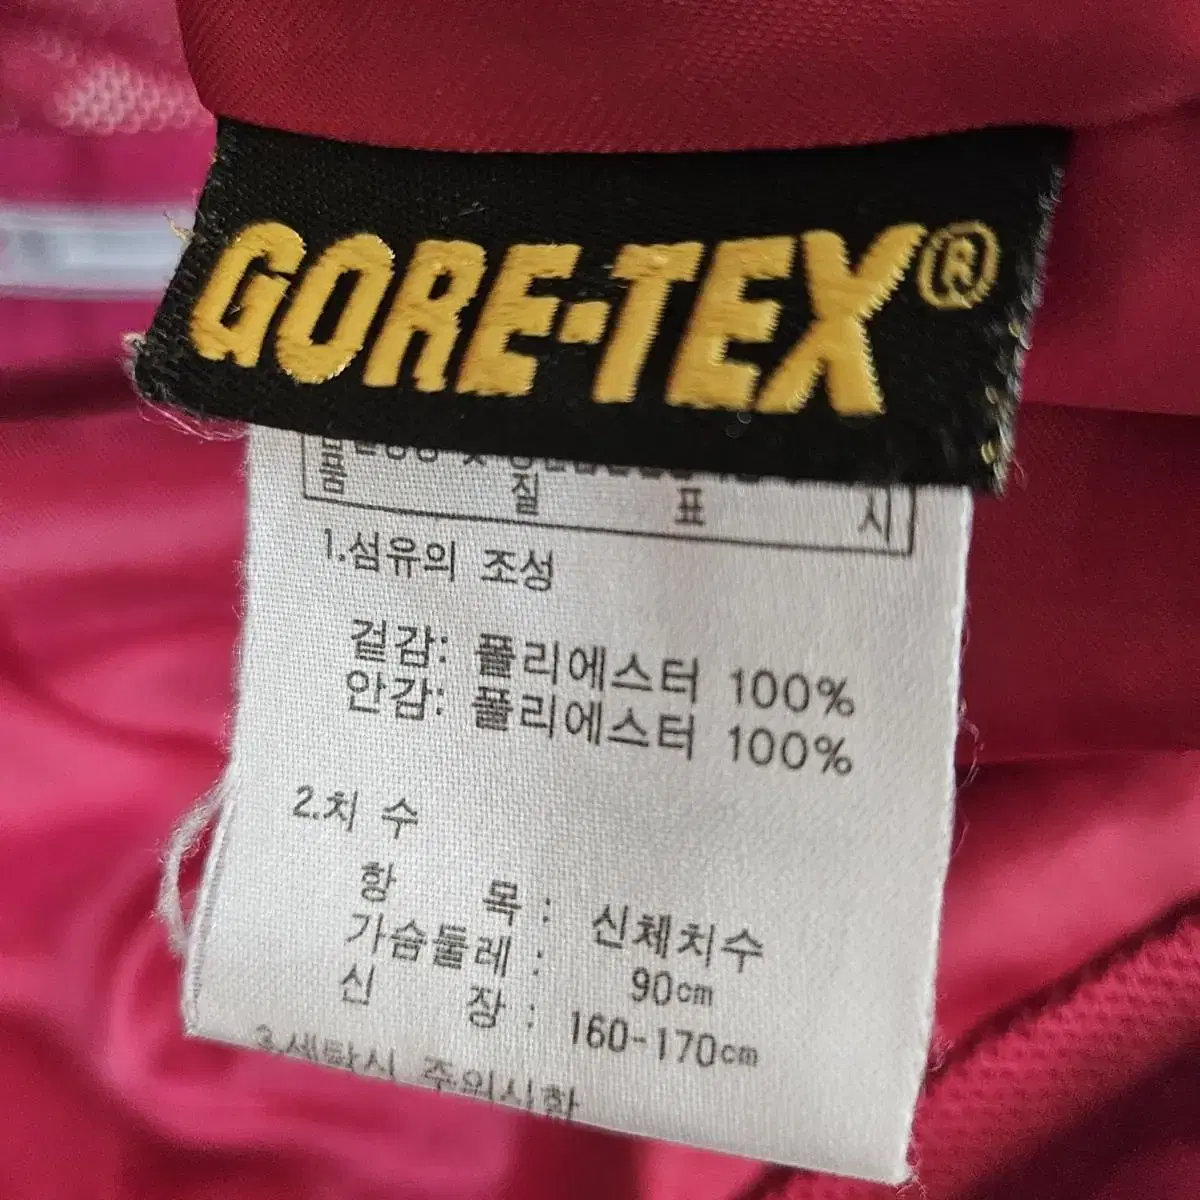 GORE-TEX®
품 질 표 시
1.섬유의 조성
겉감: 폴리에스터 100%
안감: 폴리에스터 100%
2.치 수
항 목 : 신체치수
가슴둘레 : 90cm
신 장 : 160-170cm
3.세탁시 주의사항